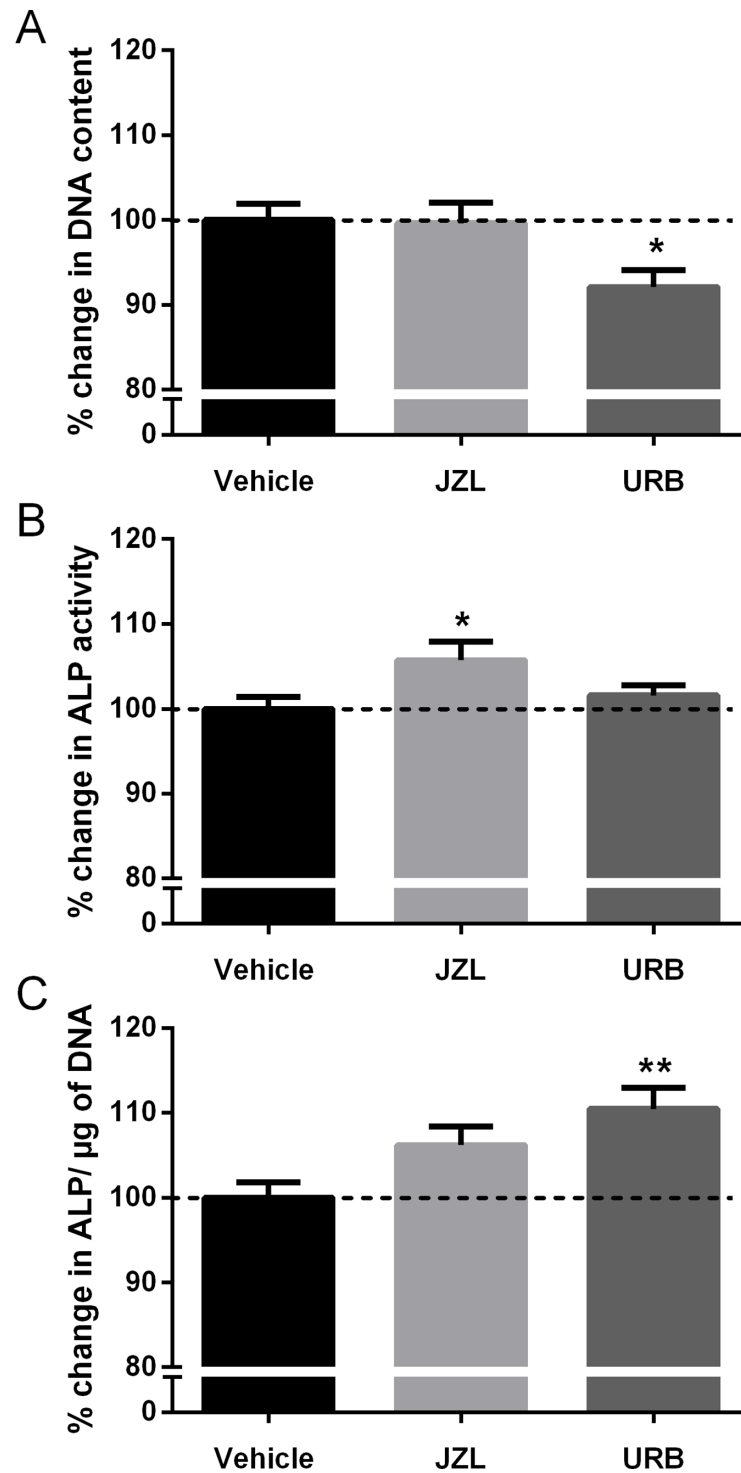 A
% change in DNA content
120
110
100
90
80
0
*
Vehicle JZL URB
B
% change in ALP activity
120
110
100
90
80
0
*
Vehicle JZL URB
C
% change in ALP/ µg of DNA
120
110
100
90
80
0
**
Vehicle JZL URB